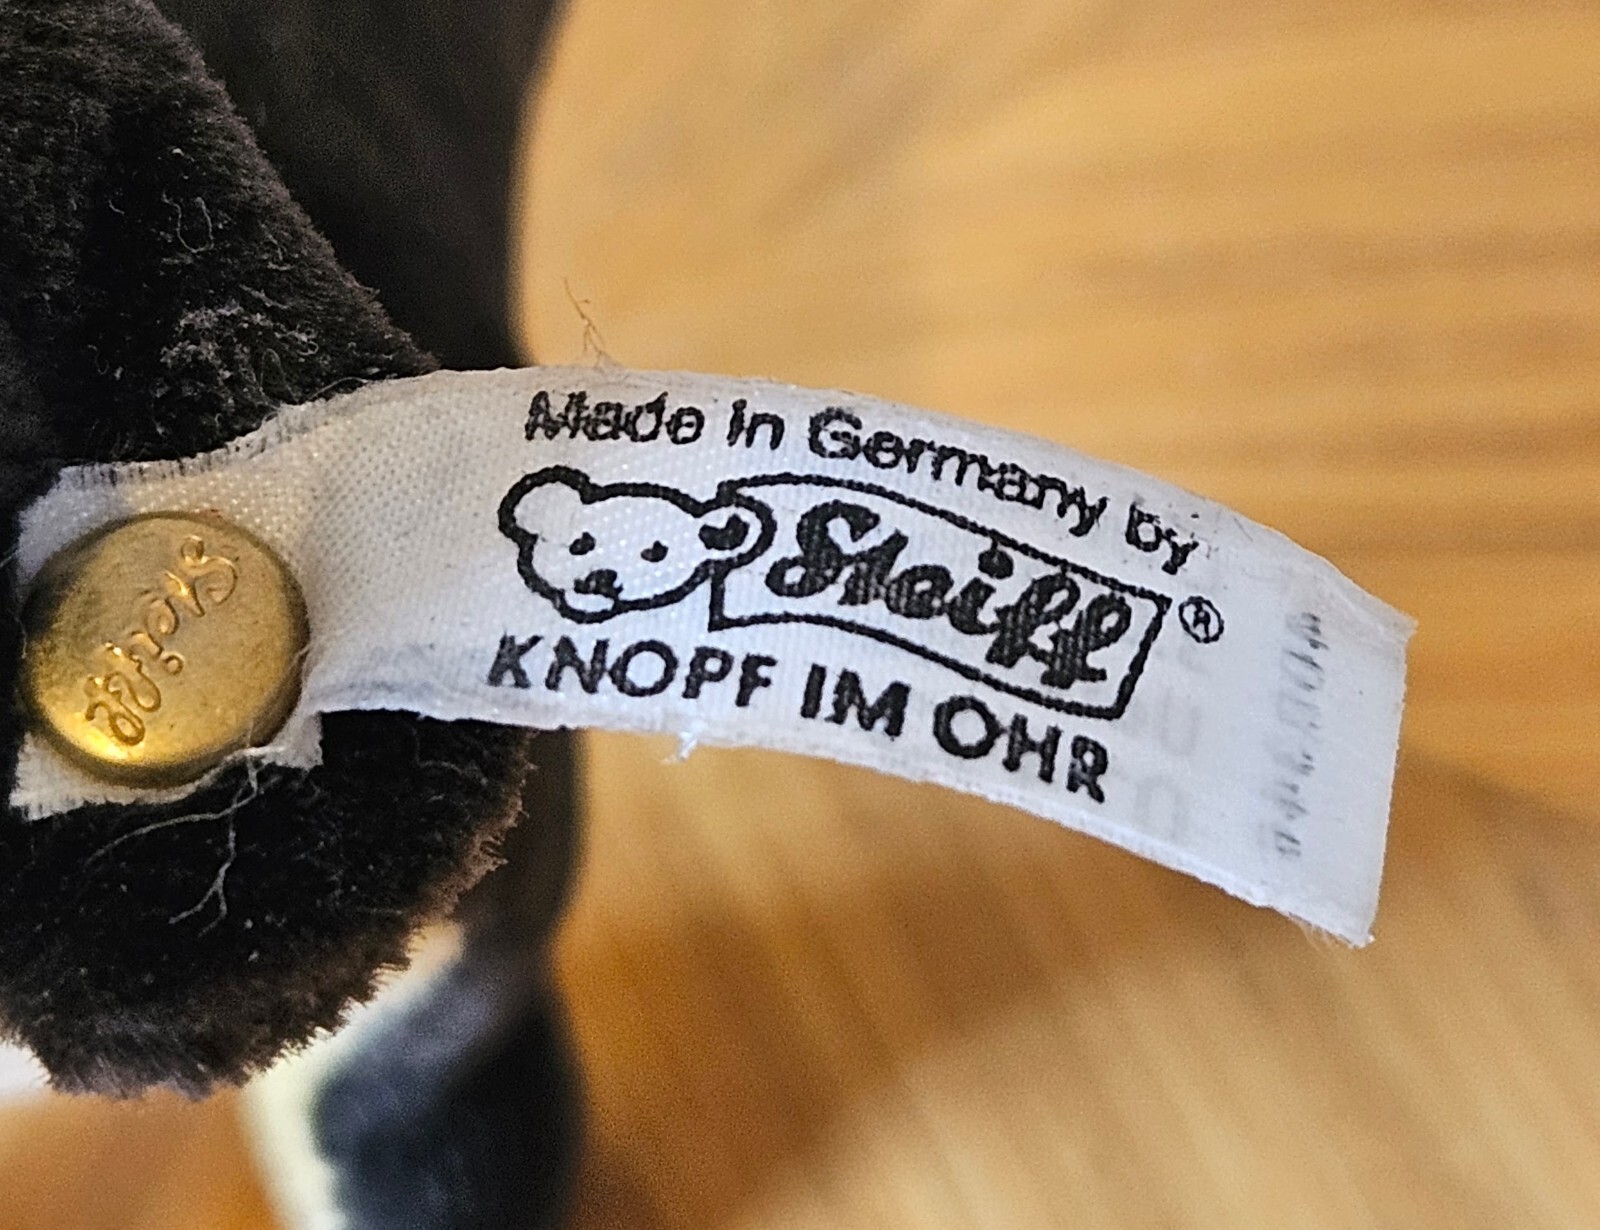 Steiff
Made in Germany by
Steiff ®
KNOPF IM OHR